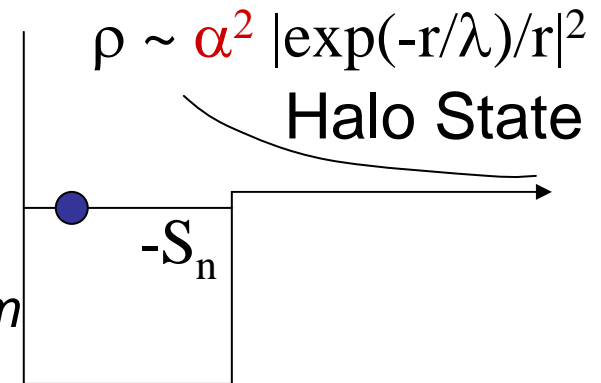 ρ ~ α² |exp(-r/λ)/r|²
Halo State
-Sₙ
m